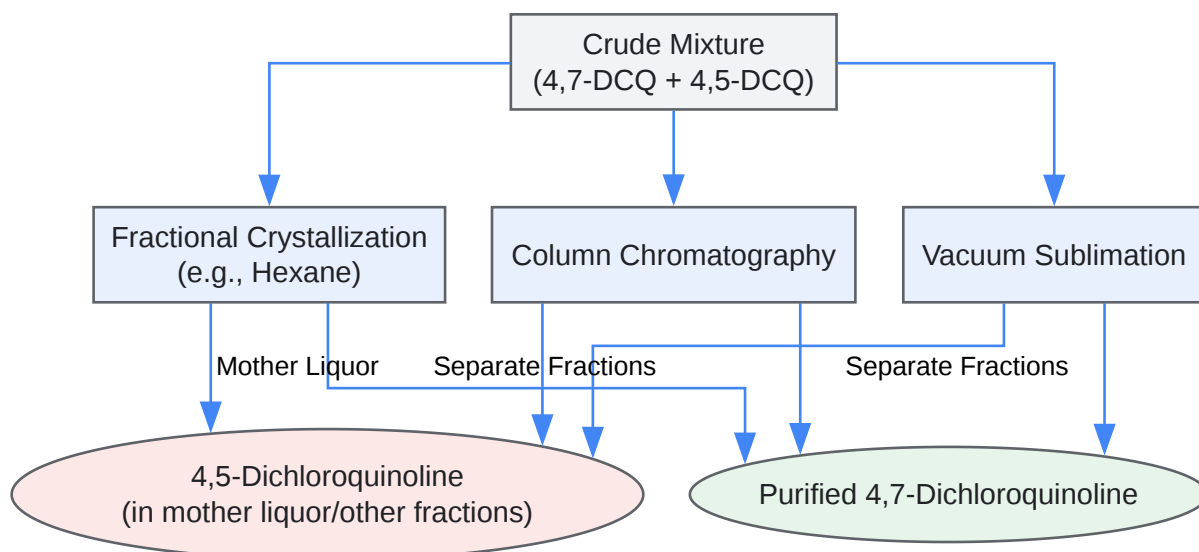 Crude Mixture
(4,7-DCQ + 4,5-DCQ)
Fractional Crystallization
(e.g., Hexane)
Column Chromatography
Vacuum Sublimation
Mother Liquor
Separate Fractions
Separate Fractions
4,5-Dichloroquinoline
(in mother liquor/other fractions)
Purified 4,7-Dichloroquinoline